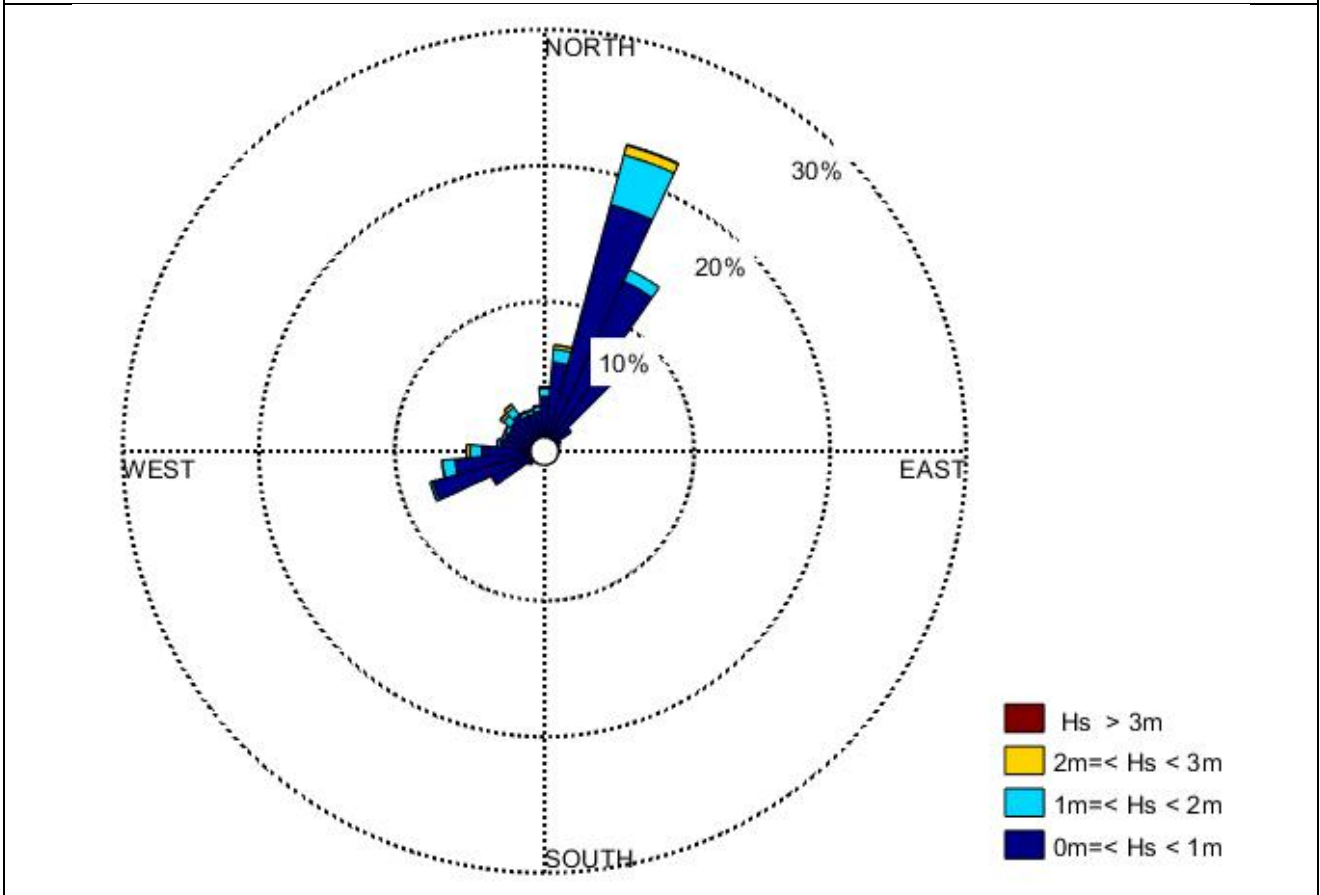 NORTH
30%
20%
10%
WEST
EAST
SOUTH
Hs > 3m
2m=< Hs < 3m
1m=< Hs < 2m
0m=< Hs < 1m